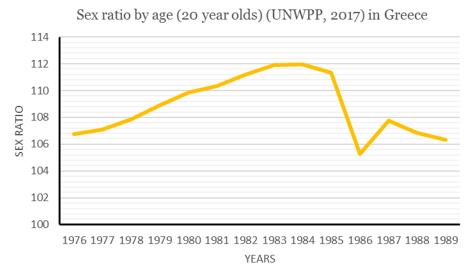 Sex ratio by age (20 year olds) (UNWPP, 2017) in Greece
114
112
110
108
106
104
102
100
SEX RATIO
1976 1977 1978 1979 1980 1981 1982 1983 1984 1985 1986 1987 1988 1989
YEARS